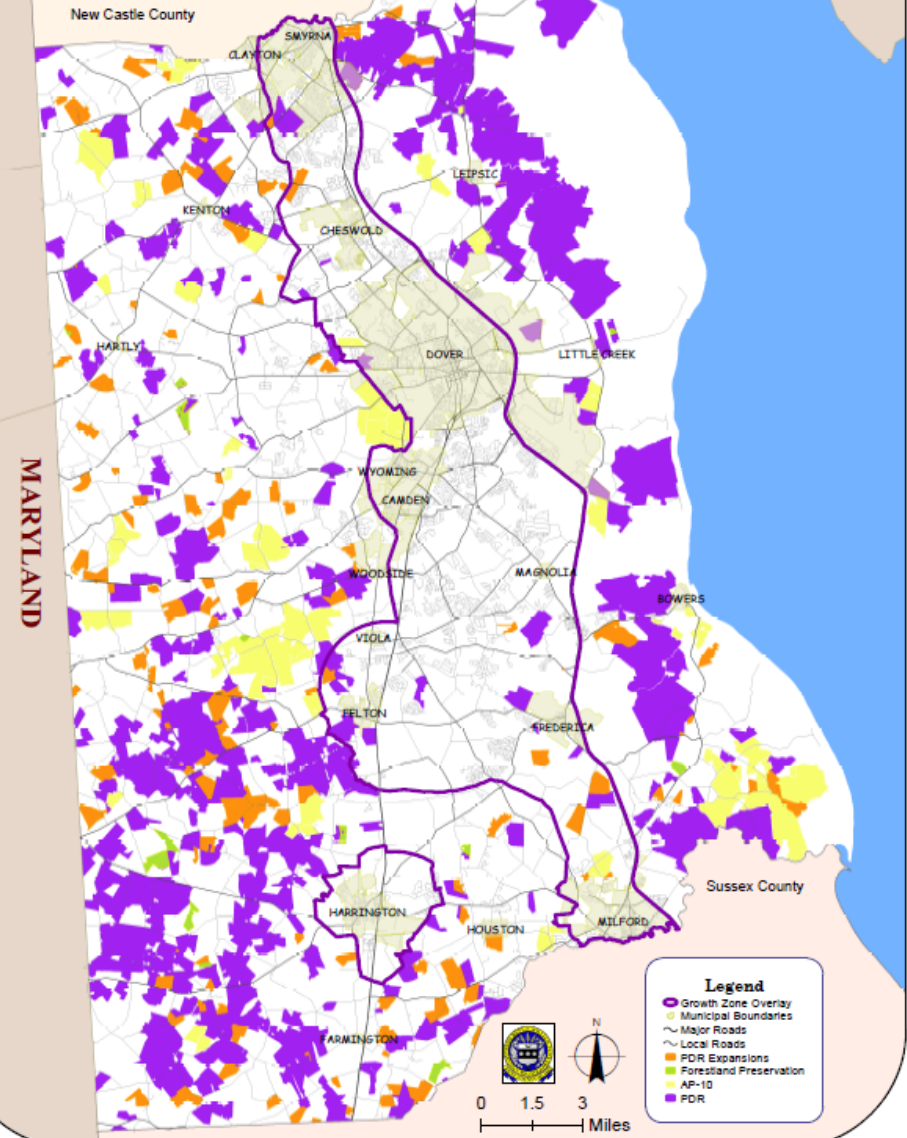 New Castle County
SMYRNA
CLAYTON
LEIPSIC
KENTON
CHESWOLD
HARTLY
DOVER
LITTLE CREEK
MARYLAND
WYOMING
CAMDEN
WOODSIDE
MAGNOLIA
BOWERS
VIOLA
FELTON
FREDERICA
Sussex County
HARRINGTON
MILFORD
HOUSTON
FARMINGTON
N
0 1.5 3
Miles
Legend
Growth Zone Overlay
Municipal Boundaries
Major Roads
Local Roads
PDR Expansions
Forestland Preservation
AP-10
PDR